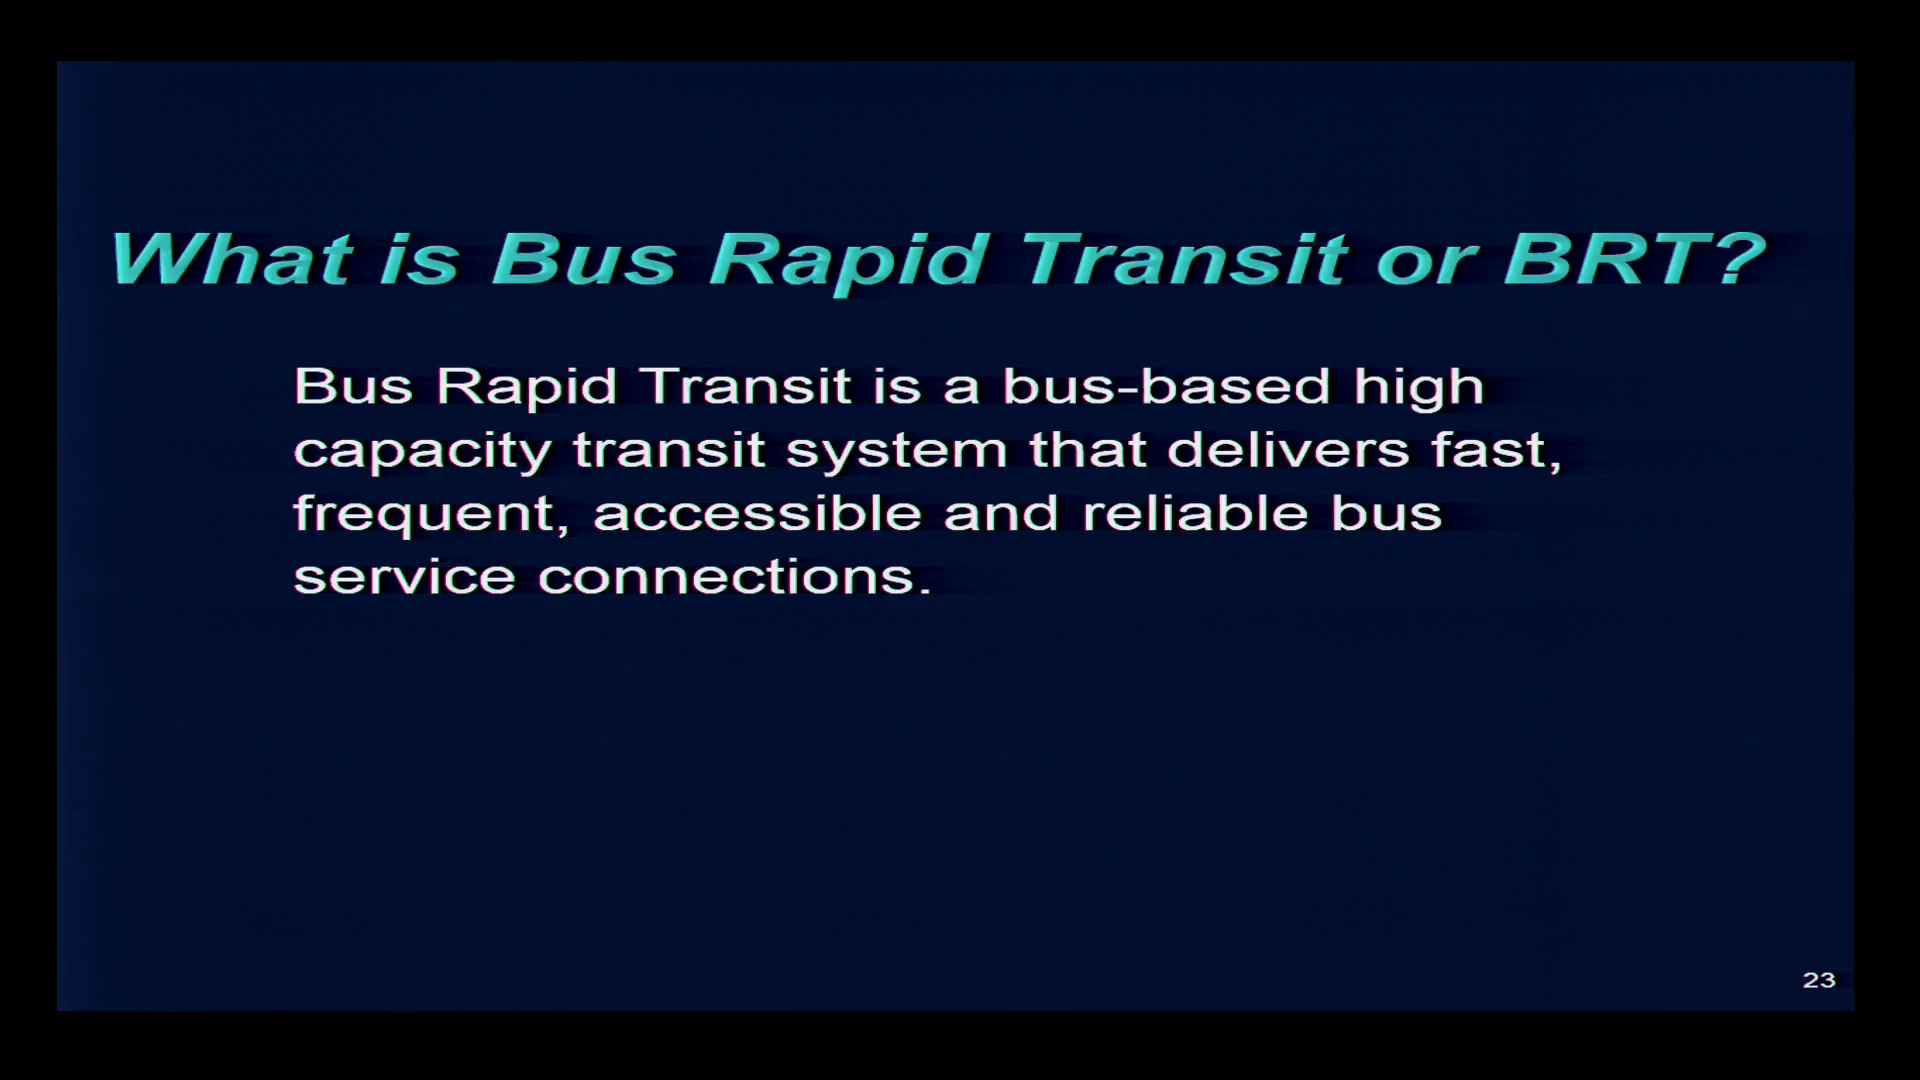 What is Bus Rapid Transit or BRT?
Bus Rapid Transit is a bus-based high
capacity transit system that delivers fast,
frequent, accessible and reliable bus
service connections.
23